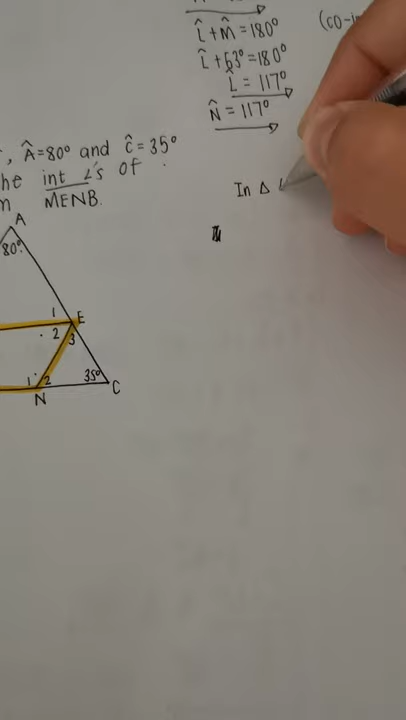 L̂ + M̂ = 180°
L̂ + 63° = 180°
L̂ = 117°
N̂ = 117°
(co-in
, Â = 80° and Ĉ = 35°
he int ∠'s of
MENB.
In △
A
80°
1
E
2
3
1
2
35°
N
C